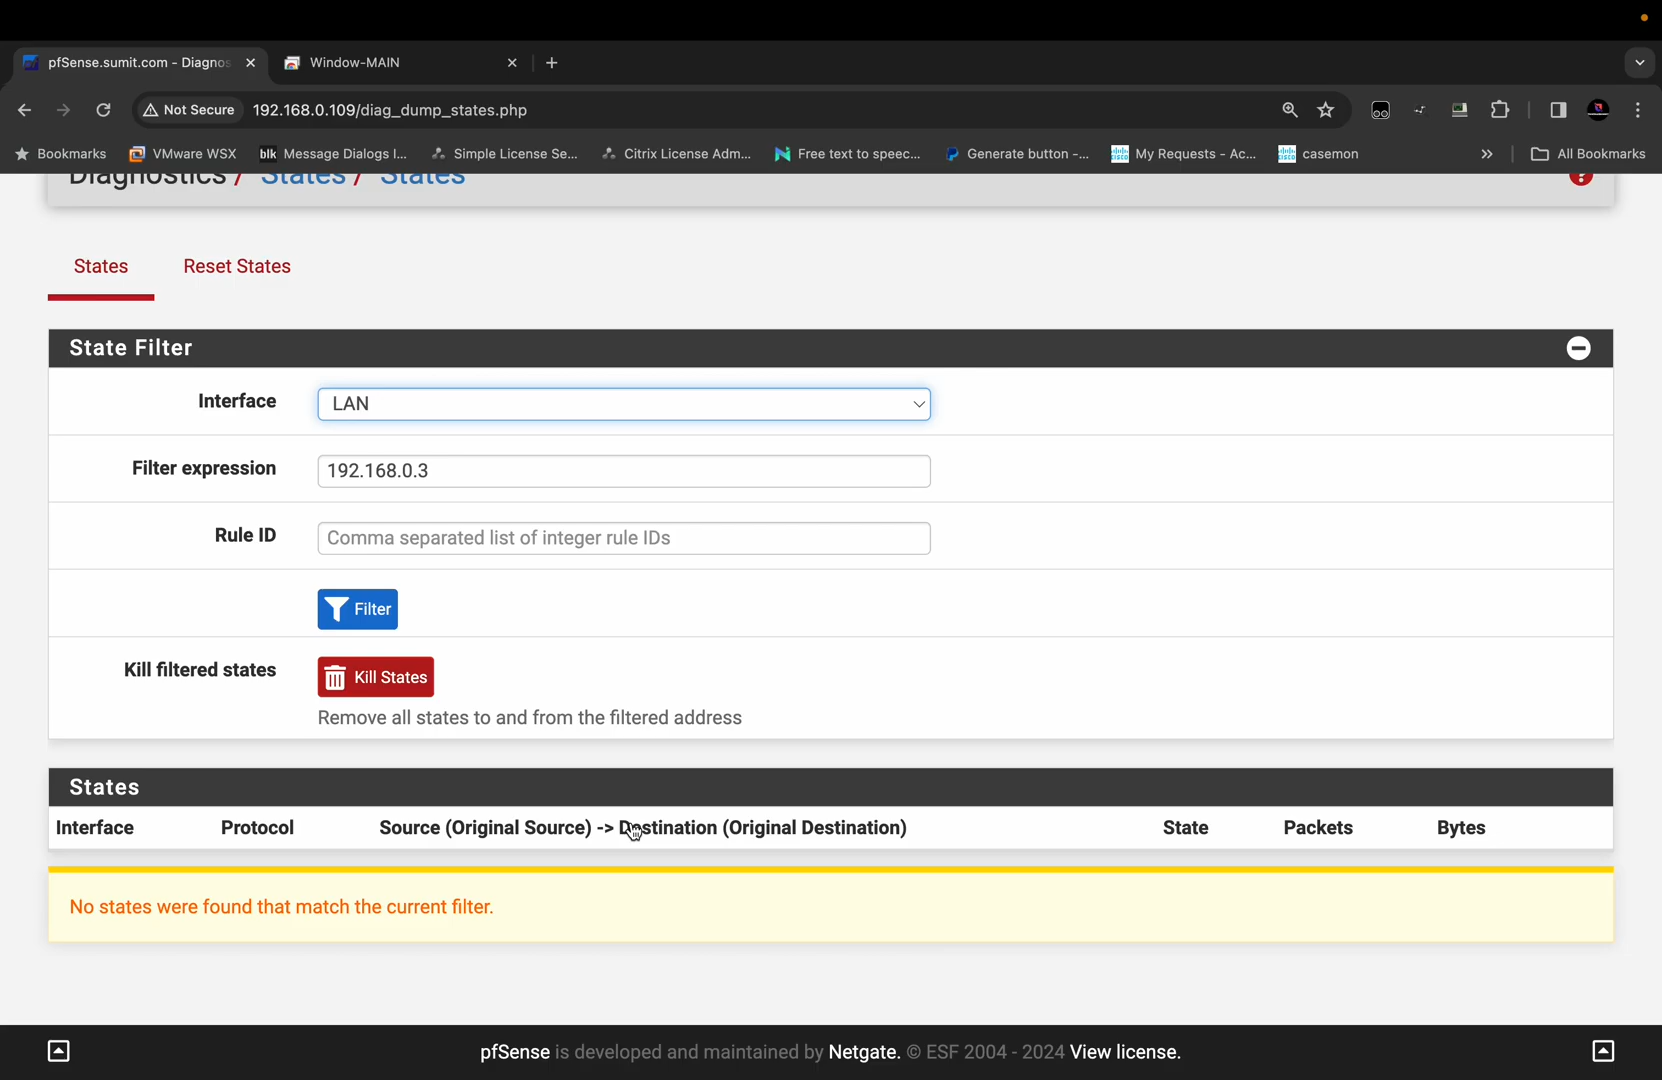 pfSense.sumit.com - Diagnos
Window-MAIN
Not Secure
192.168.0.109/diag_dump_states.php
Bookmarks
VMware WSX
blk Message Dialogs I...
Simple License Se...
Citrix License Adm...
Free text to speec...
Generate button -...
My Requests - Ac...
casemon
All Bookmarks
Diagnostics / States / States
States
Reset States
State Filter
Interface
LAN
Filter expression
192.168.0.3
Rule ID
Comma separated list of integer rule IDs
Filter
Kill filtered states
Kill States
Remove all states to and from the filtered address
States
Interface Protocol Source (Original Source) -> Destination (Original Destination) State Packets Bytes
No states were found that match the current filter.
pfSense is developed and maintained by Netgate. © ESF 2004 - 2024 View license.